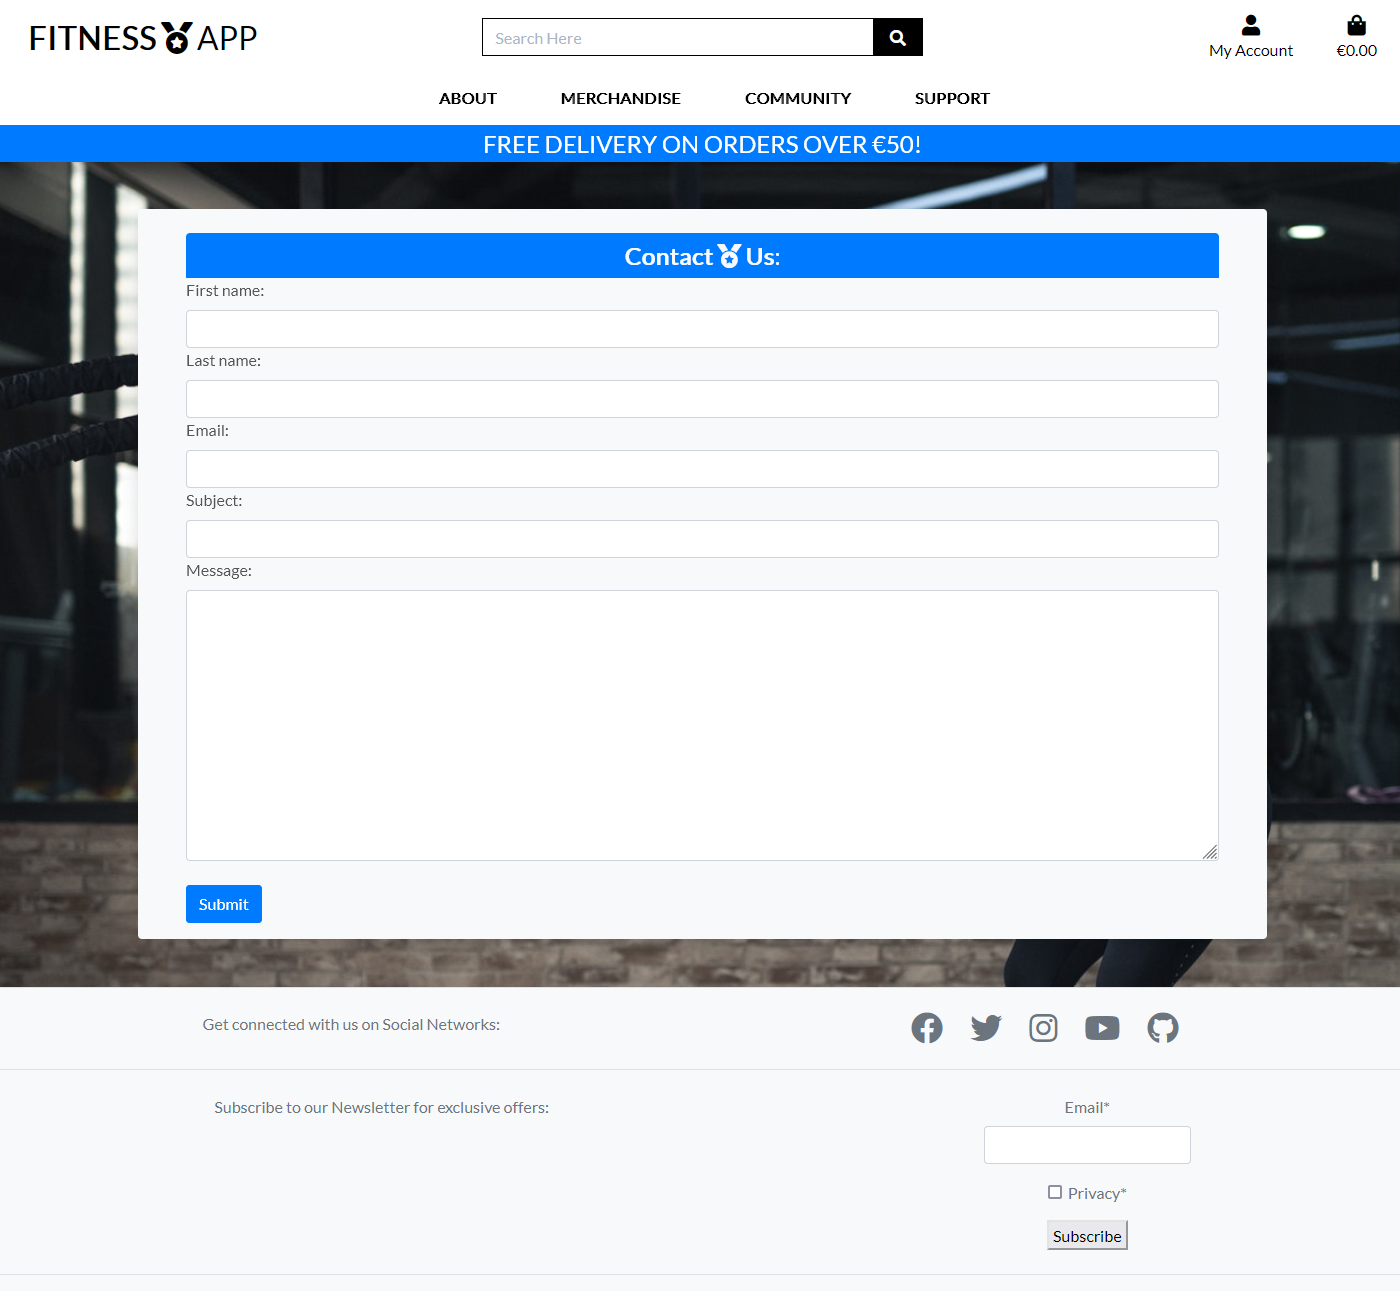 FITNESS APP
Search Here
My Account
€0.00
ABOUT MERCHANDISE COMMUNITY SUPPORT
FREE DELIVERY ON ORDERS OVER €50!
Contact Us:
First name:
Last name:
Email:
Subject:
Message:
Submit
Get connected with us on Social Networks:
Subscribe to our Newsletter for exclusive offers:
Email*
Privacy*
Subscribe